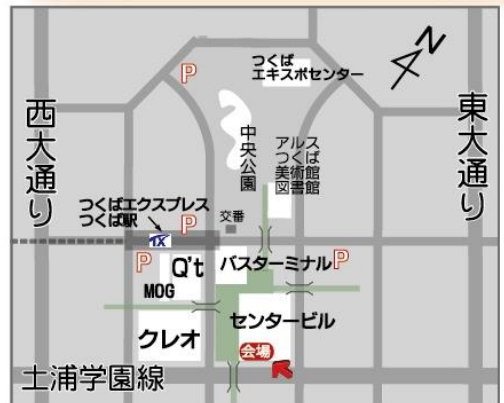 N
P
つくば
エキスポセンター
西大通り
東大通り
中央公園
アルス
つくば
美術館
図書館
つくばエクスプレス
つくば駅
P
交番
TX
P
Q't
バスターミナル
P
MOG
クレオ
センタービル
会場
土浦学園線